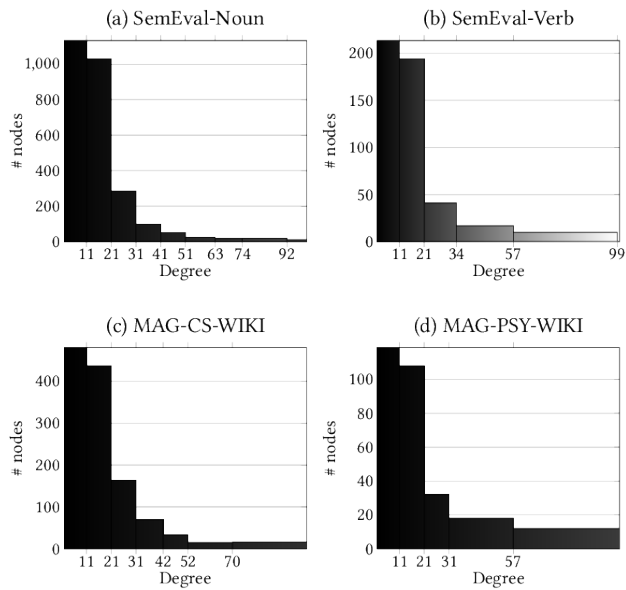 (a) SemEval-Noun
# nodes
1,000
800
600
400
200
0
11 21 31 41 51 63 74 92
Degree
(b) SemEval-Verb
# nodes
200
150
100
50
0
11 21 34 57 99
Degree
(c) MAG-CS-WIKI
# nodes
400
300
200
100
0
11 21 31 42 52 70
Degree
(d) MAG-PSY-WIKI
# nodes
100
80
60
40
20
0
11 21 31 57
Degree